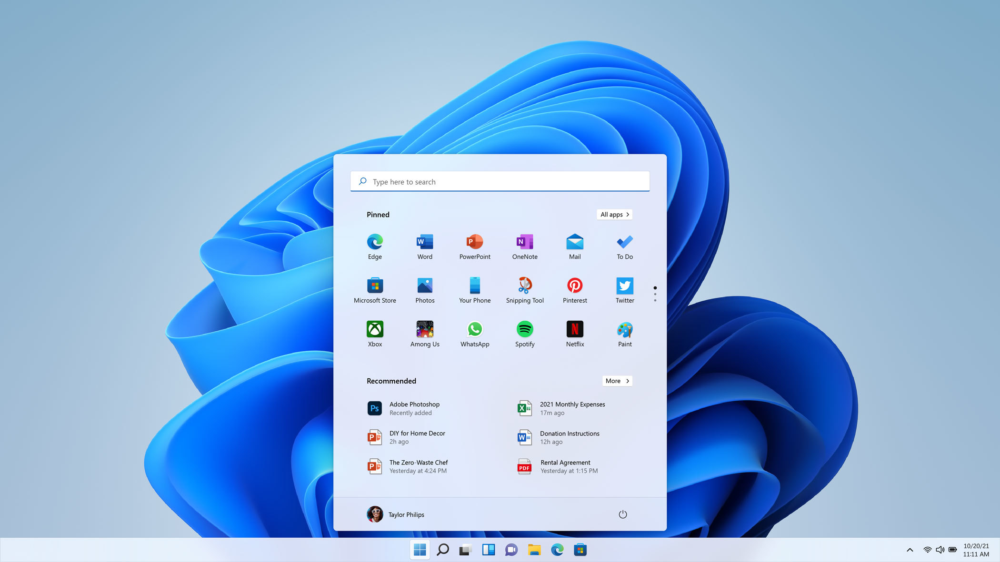 Type here to search
Pinned
All apps
Edge
Word
PowerPoint
OneNote
Mail
To Do
Microsoft Store
Photos
Your Phone
Snipping Tool
Pinterest
Twitter
Xbox
Among Us
WhatsApp
Spotify
Netflix
Paint
Recommended
More
Ps
Adobe Photoshop
Recently added
2021 Monthly Expenses
17m ago
DIY for Home Decor
2h ago
Donation Instructions
12h ago
The Zero-Waste Chef
Yesterday at 4:24 PM
PDF
Rental Agreement
Yesterday at 1:15 PM
Taylor Philips
10/20/21
11:11 AM